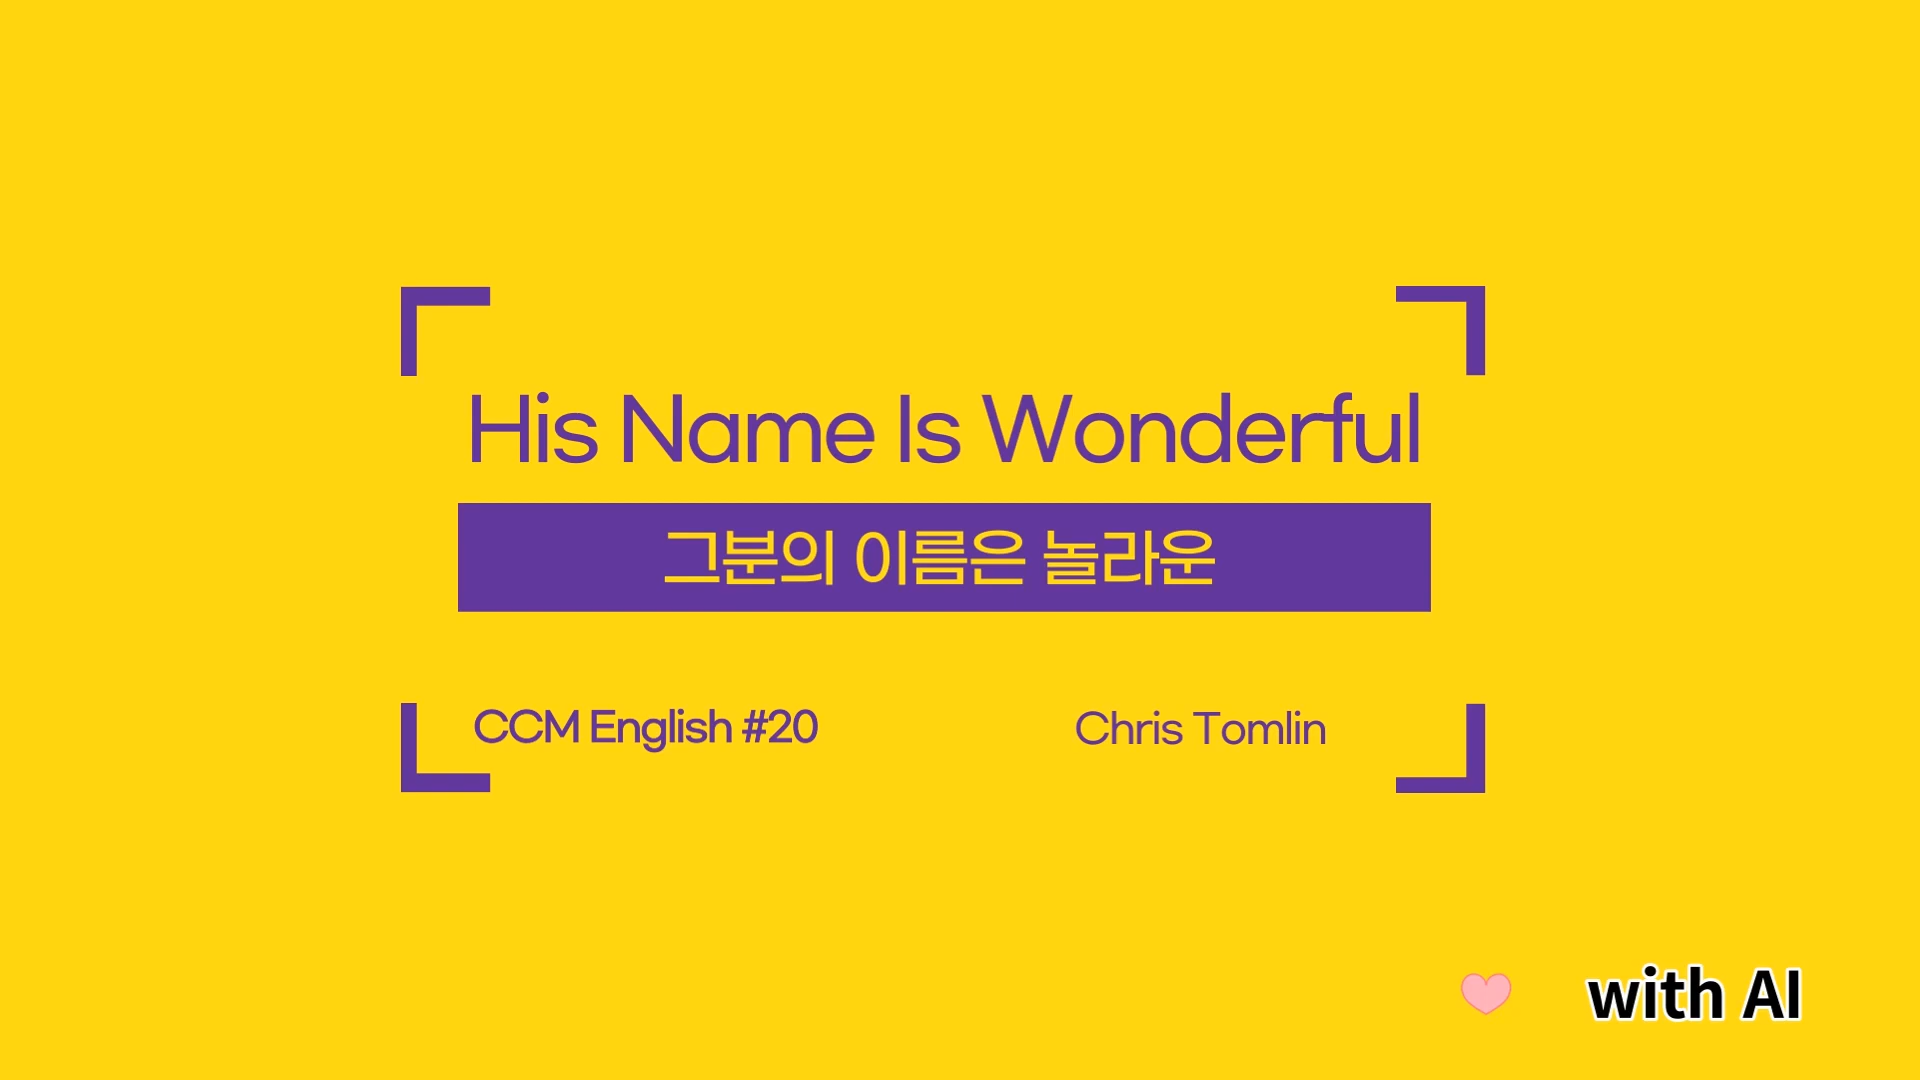 His Name Is Wonderful
그분의 이름은 놀라운
CCM English #20
Chris Tomlin
with AI